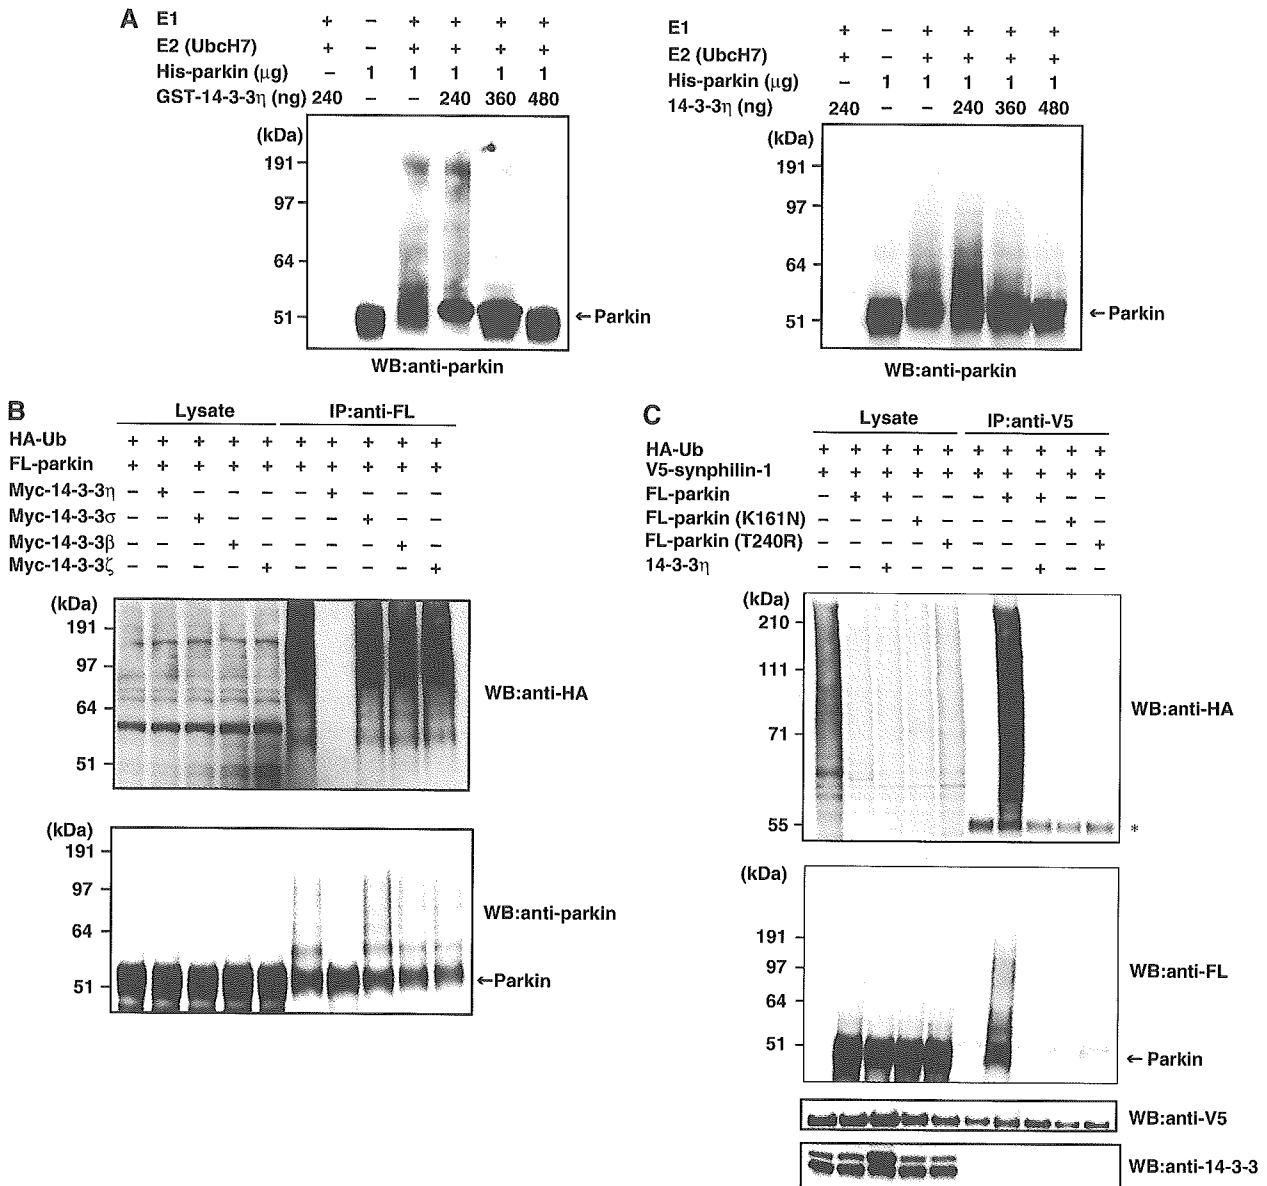 A
E1 + – + + + +
E2 (UbcH7) + – + + + +
His-parkin (μg) – 1 1 1 1 1
GST-14-3-3η (ng) 240 – – 240 360 480
(kDa)
191
97
64
51
←Parkin
WB:anti-parkin
E1 + – + + + +
E2 (UbcH7) + – + + + +
His-parkin (μg) – 1 1 1 1 1
14-3-3η (ng) 240 – – 240 360 480
(kDa)
191
97
64
51
←Parkin
WB:anti-parkin
B
Lysate IP:anti-FL
HA-Ub + + + + + + + + + +
FL-parkin + + + + + + + + + +
Myc-14-3-3η – + – – – – + – – –
Myc-14-3-3σ – – + – – – – + – –
Myc-14-3-3β – – – + – – – – + –
Myc-14-3-3ζ – – – – + – – – – +
(kDa)
191
97
64
51
WB:anti-HA
(kDa)
191
97
64
51
WB:anti-parkin
←Parkin
C
Lysate IP:anti-V5
HA-Ub + + + + + + + + + +
V5-synphilin-1 + + + + + + + + + +
FL-parkin – + + – – – + + – –
FL-parkin (K161N) – – – + – – – – + –
FL-parkin (T240R) – – – – + – – – – +
14-3-3η – – + – – – – + – –
(kDa)
210
111
71
55
WB:anti-HA
*
(kDa)
191
97
64
51
WB:anti-FL
← Parkin
WB:anti-V5
WB:anti-14-3-3